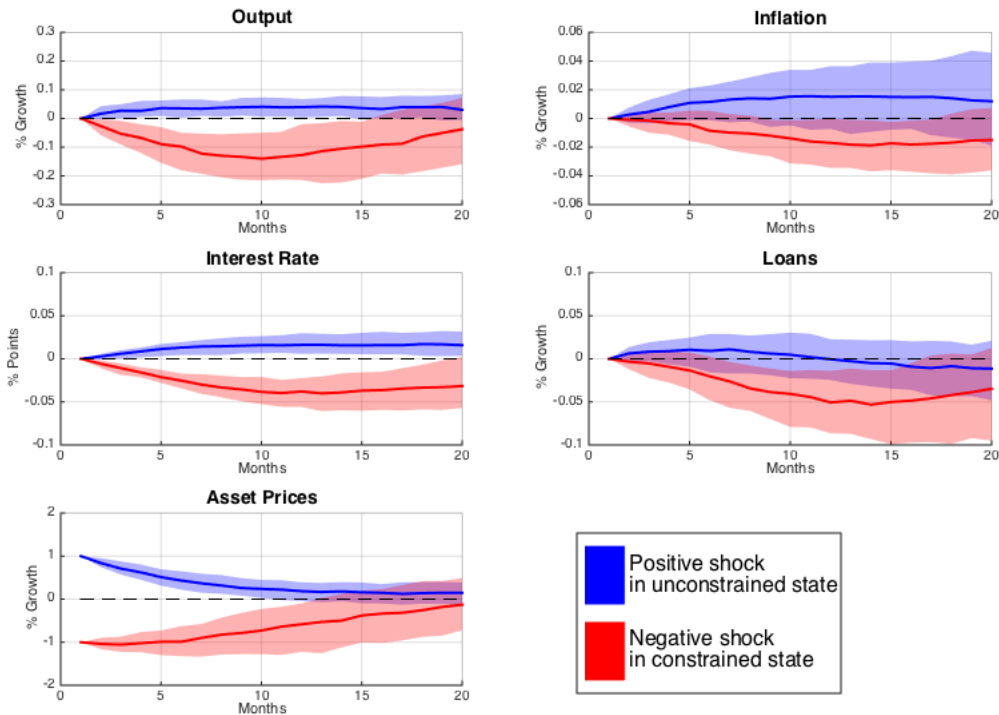 Output
0.3
0.2
0.1
0
-0.1
-0.2
-0.3
% Growth
0 5 10 15 20
Months
Inflation
0.06
0.04
0.02
0
-0.02
-0.04
-0.06
% Growth
0 5 10 15 20
Months
Interest Rate
0.1
0.05
0
-0.05
-0.1
% Points
0 5 10 15 20
Months
Loans
0.1
0.05
0
-0.05
-0.1
% Growth
0 5 10 15 20
Months
Asset Prices
2
1
0
-1
-2
% Growth
0 5 10 15 20
Months
Positive shock
in unconstrained state
Negative shock
in constrained state